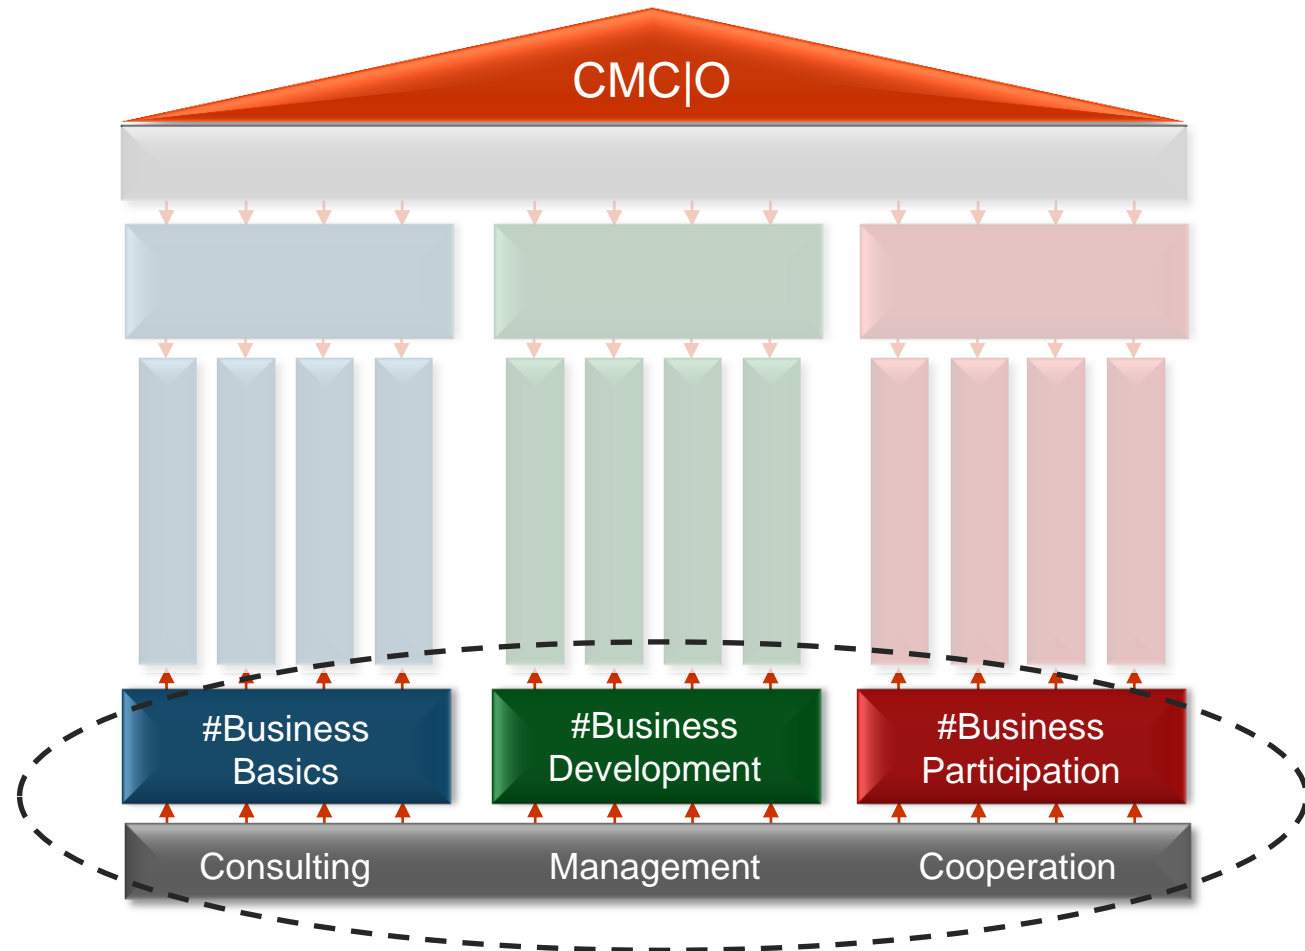 CMC|O
#Business
Basics
#Business
Development
#Business
Participation
Consulting Management Cooperation